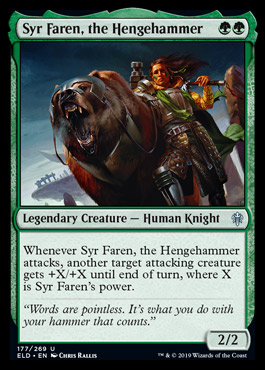 Syr Faren, the Hengehammer
Legendary Creature — Human Knight
Whenever Syr Faren, the Hengehammer
attacks, another target attacking creature
gets +X/+X until end of turn, where X
is Syr Faren's power.
“Words are pointless. It's what you do with
your hammer that counts.”
2/2
177/269 U
ELD • EN Chris Rallis
™ & © 2019 Wizards of the Coast